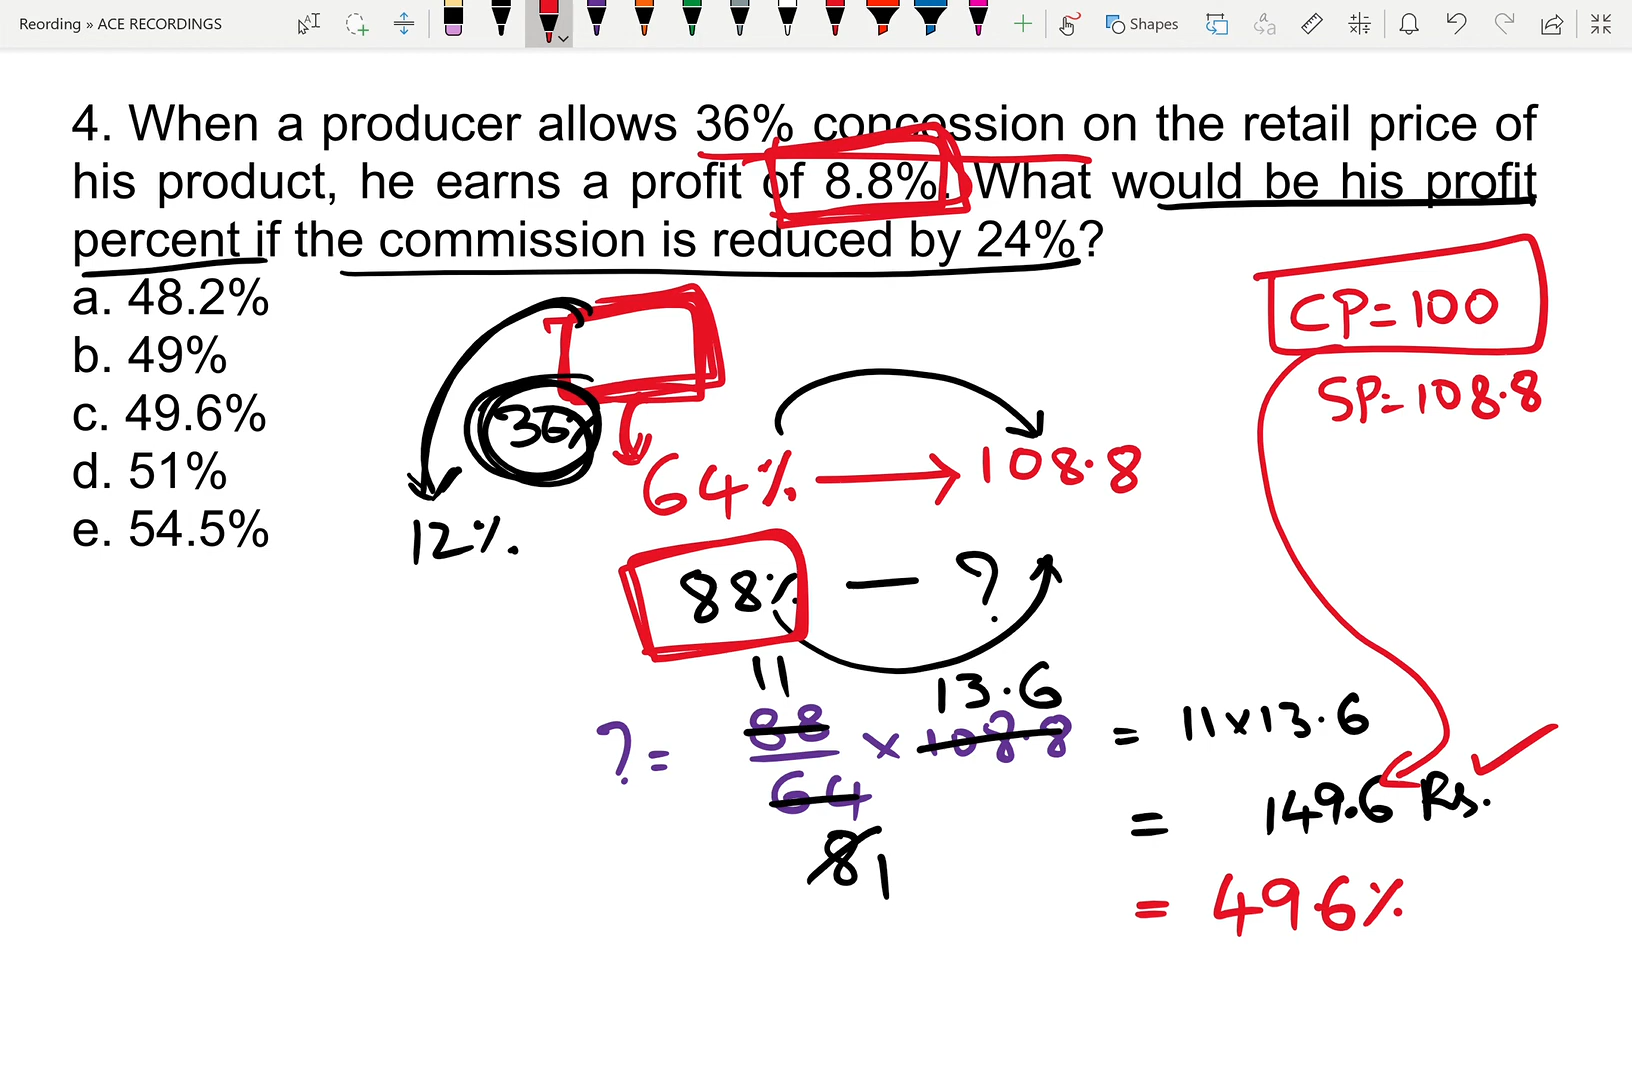 Reording » ACE RECORDINGS
Shapes
4. When a producer allows 36% concession on the retail price of
his product, he earns a profit of 8.8%. What would be his profit
percent if the commission is reduced by 24%?
a. 48.2%
b. 49%
c. 49.6%
d. 51%
e. 54.5%
CP=100
SP=108.8
36%
64% → 108.8
12%.
88% — ?
11 13.6
?= 88 × 108.8 = 11×13.6
64
81
= 149.6 Rs.
= 496%